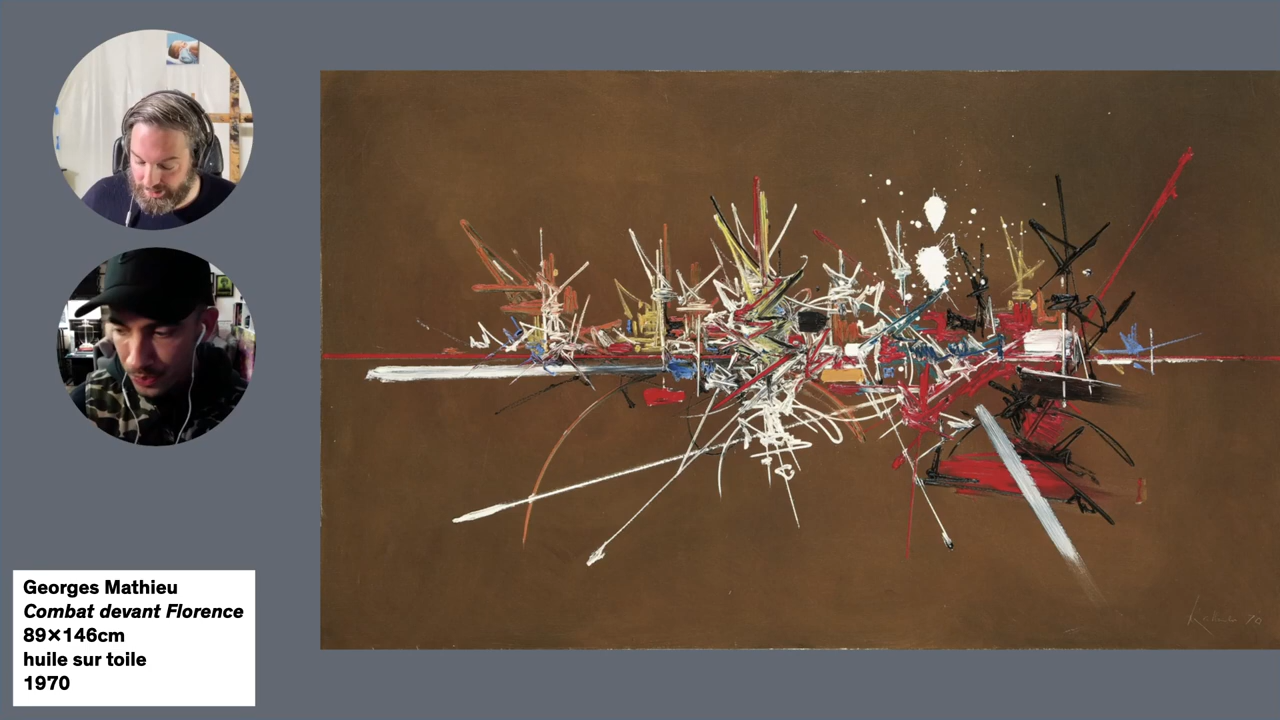 Georges Mathieu
Combat devant Florence
89×146cm
huile sur toile
1970